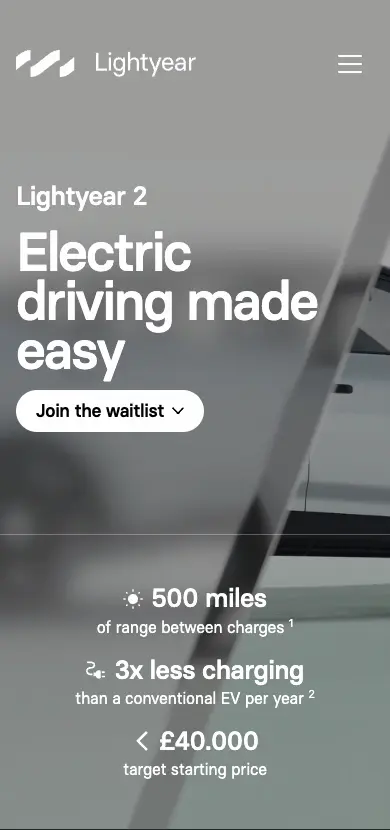 Lightyear
Lightyear 2
Electric
driving made
easy
Join the waitlist
500 miles
of range between charges ¹
3x less charging
than a conventional EV per year ²
< £40.000
target starting price